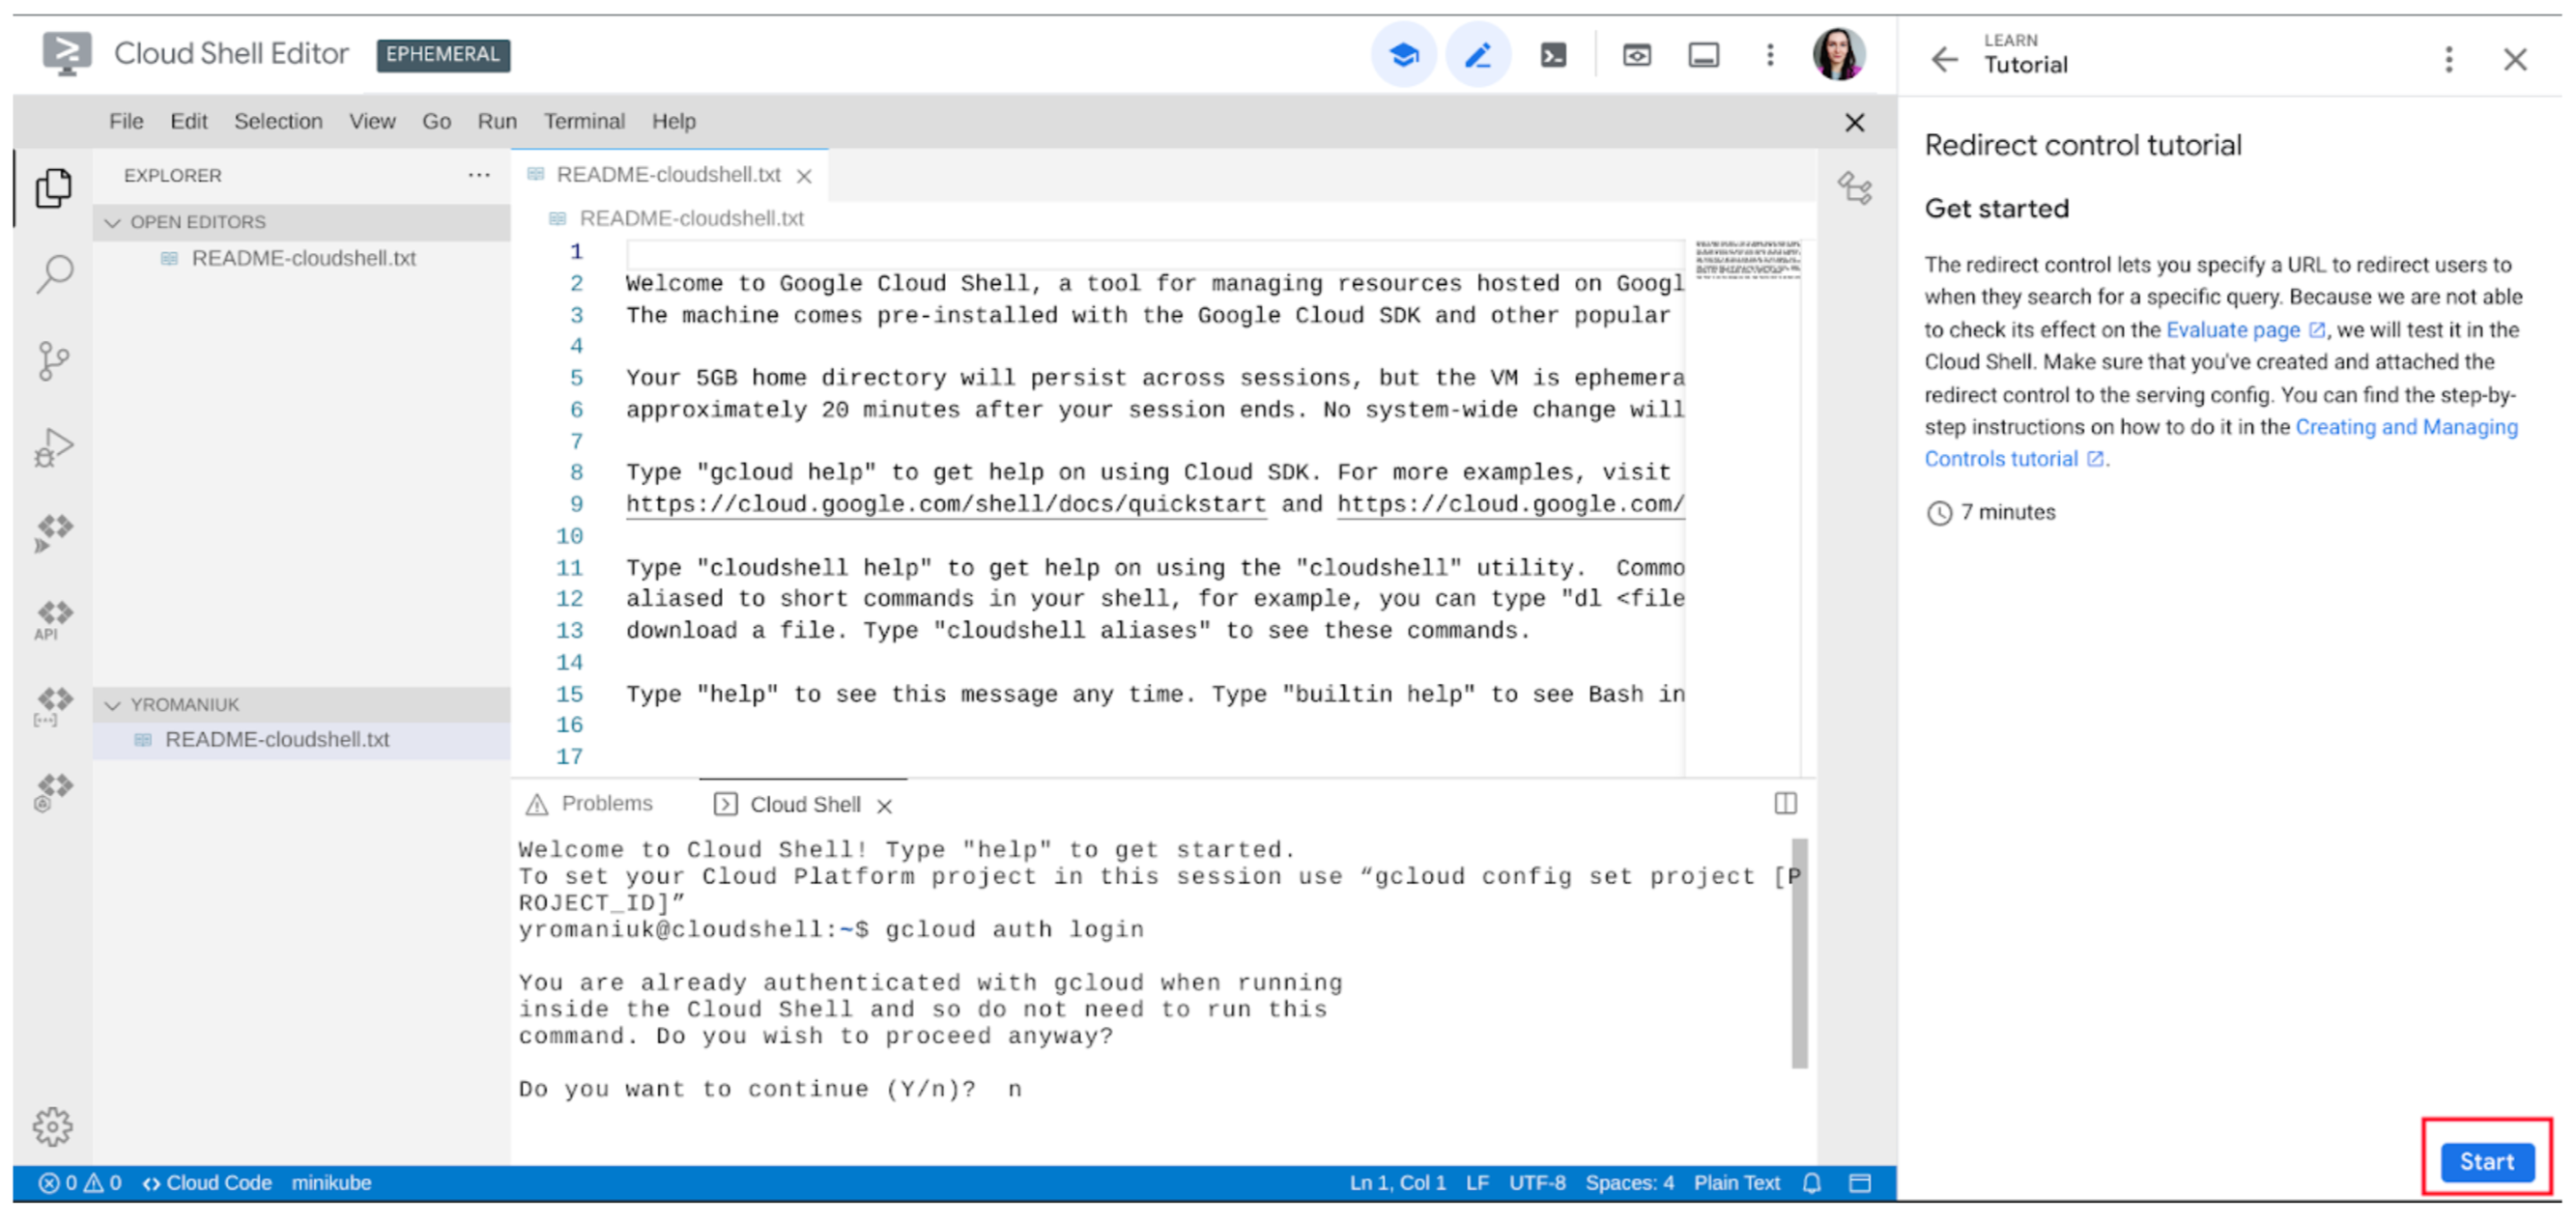 Cloud Shell Editor EPHEMERAL
File Edit Selection View Go Run Terminal Help
EXPLORER
OPEN EDITORS
README-cloudshell.txt
API
YROMANIUK
README-cloudshell.txt
README-cloudshell.txt
README-cloudshell.txt
1
2 Welcome to Google Cloud Shell, a tool for managing resources hosted on Googl
3 The machine comes pre-installed with the Google Cloud SDK and other popular
4
5 Your 5GB home directory will persist across sessions, but the VM is ephemera
6 approximately 20 minutes after your session ends. No system-wide change will
7
8 Type "gcloud help" to get help on using Cloud SDK. For more examples, visit
9 https://cloud.google.com/shell/docs/quickstart and https://cloud.google.com/
10
11 Type "cloudshell help" to get help on using the "cloudshell" utility.  Commo
12 aliased to short commands in your shell, for example, you can type "dl <file
13 download a file. Type "cloudshell aliases" to see these commands.
14
15 Type "help" to see this message any time. Type "builtin help" to see Bash in
16
17
Problems Cloud Shell
Welcome to Cloud Shell! Type "help" to get started.
To set your Cloud Platform project in this session use “gcloud config set project [P
ROJECT_ID]”
yromaniuk@cloudshell:~$ gcloud auth login
You are already authenticated with gcloud when running
inside the Cloud Shell and so do not need to run this
command. Do you wish to proceed anyway?
Do you want to continue (Y/n)?  n
0 0 Cloud Code minikube
Ln 1, Col 1 LF UTF-8 Spaces: 4 Plain Text
LEARN
Tutorial
Redirect control tutorial
Get started
The redirect control lets you specify a URL to redirect users to
when they search for a specific query. Because we are not able
to check its effect on the Evaluate page, we will test it in the
Cloud Shell. Make sure that you've created and attached the
redirect control to the serving config. You can find the step-by-
step instructions on how to do it in the Creating and Managing
Controls tutorial.
7 minutes
Start